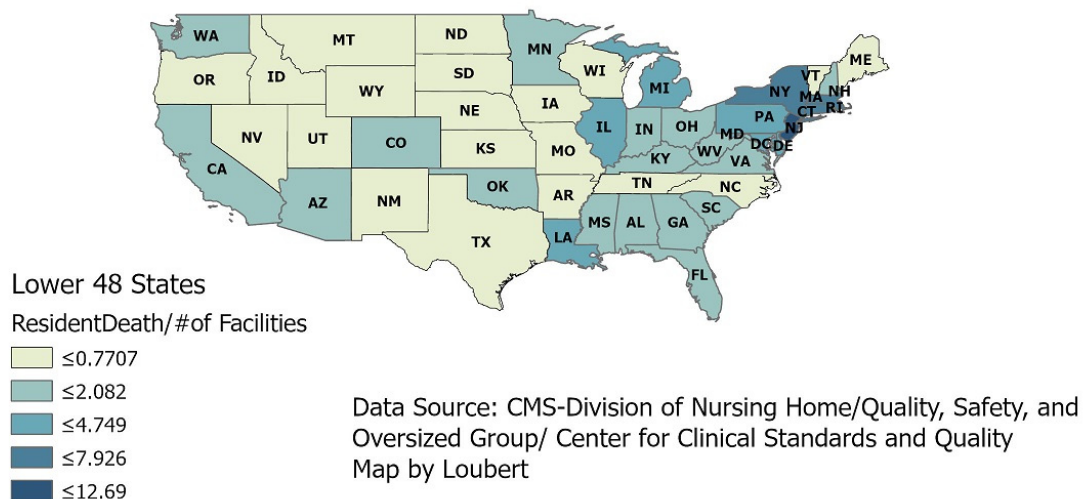 WA
MT
ND
MN
ME
OR
ID
SD
WI
VT
NH
WY
MI
NY
MA
NE
IA
CT
RI
NV
UT
CO
KS
MO
IL
IN
OH
PA
NJ
MD
DC
DE
WV
VA
KY
CA
AZ
NM
OK
AR
TN
NC
SC
TX
LA
MS
AL
GA
FL
Lower 48 States
ResidentDeath/#of Facilities
≤0.7707
≤2.082
≤4.749
≤7.926
≤12.69
Data Source: CMS-Division of Nursing Home/Quality, Safety, and
Oversized Group/ Center for Clinical Standards and Quality
Map by Loubert